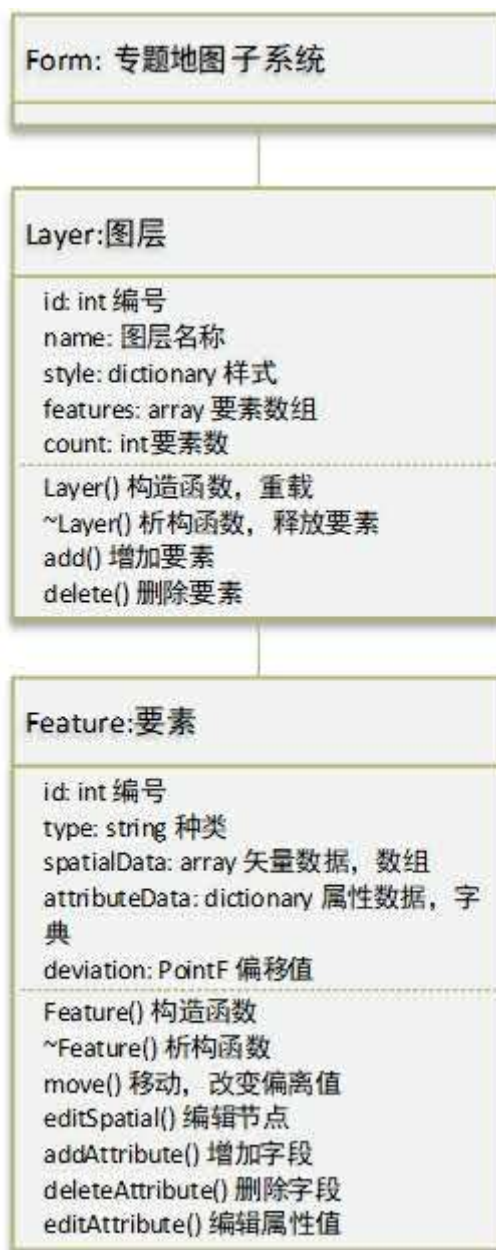 Form: 专题地图子系统
Layer:图层
id: int 编号
name: 图层名称
style: dictionary 样式
features: array 要素数组
count: int要素数
Layer() 构造函数，重载
~Layer() 析构函数，释放要素
add() 增加要素
delete() 删除要素
Feature:要素
id: int 编号
type: string 种类
spatialData: array 矢量数据，数组
attributeData: dictionary 属性数据，字
典
deviation: PointF 偏移值
Feature() 构造函数
~Feature() 析构函数
move() 移动，改变偏离值
editSpatial() 编辑节点
addAttribute() 增加字段
deleteAttribute() 删除字段
editAttribute() 编辑属性值